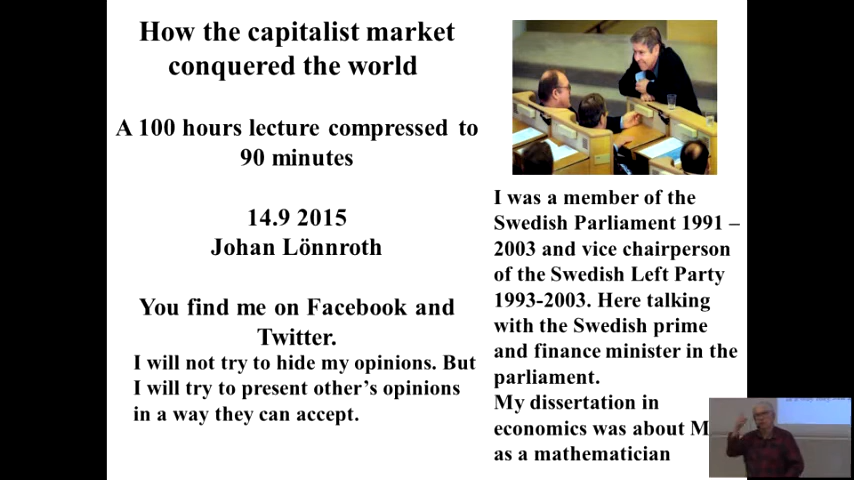 How the capitalist market
conquered the world
A 100 hours lecture compressed to
90 minutes
14.9 2015
Johan Lönnroth
You find me on Facebook and
Twitter.
I will not try to hide my opinions. But
I will try to present other’s opinions
in a way they can accept.
I was a member of the
Swedish Parliament 1991 –
2003 and vice chairperson
of the Swedish Left Party
1993-2003. Here talking
with the Swedish prime
and finance minister in the
parliament.
My dissertation in
economics was about
as a mathematician